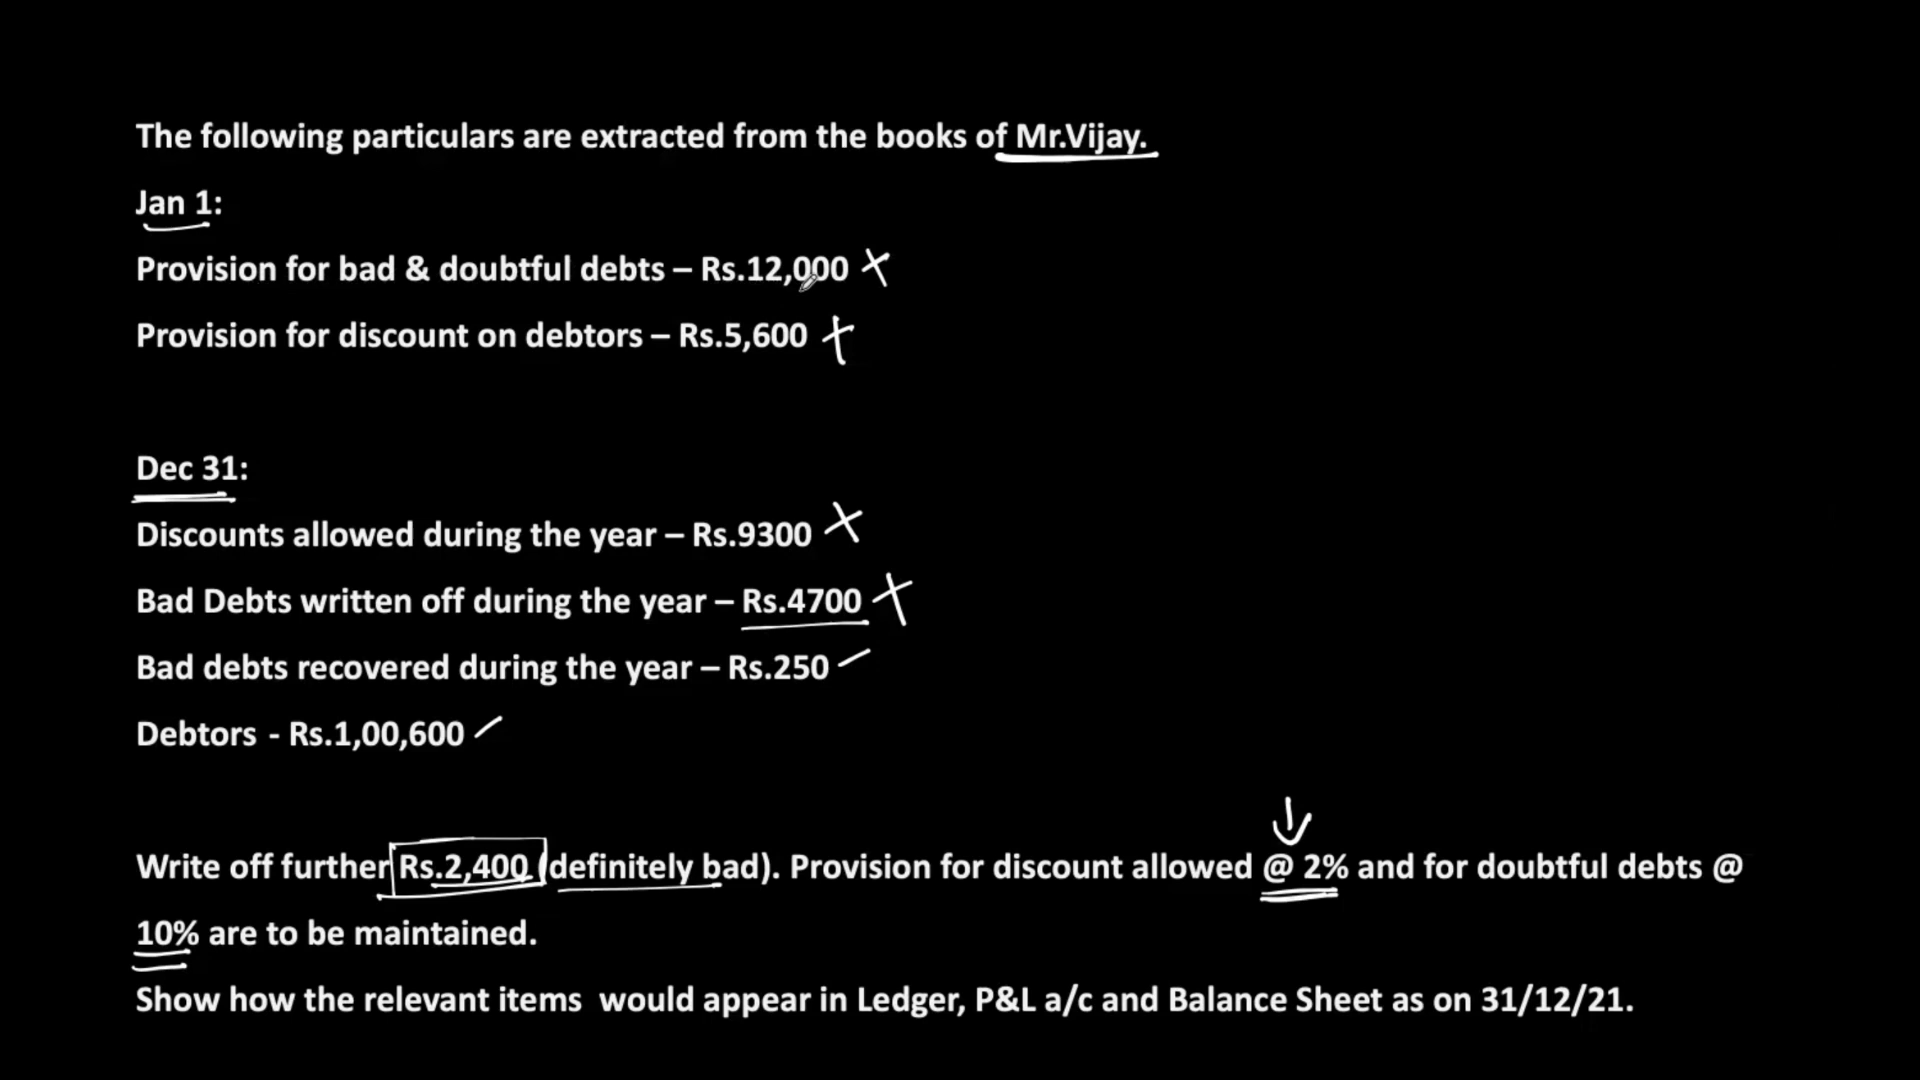 The following particulars are extracted from the books of Mr.Vijay.
Jan 1:
Provision for bad & doubtful debts – Rs.12,000
Provision for discount on debtors – Rs.5,600
Dec 31:
Discounts allowed during the year – Rs.9300
Bad Debts written off during the year – Rs.4700
Bad debts recovered during the year – Rs.250
Debtors - Rs.1,00,600
Write off further Rs.2,400 (definitely bad). Provision for discount allowed @ 2% and for doubtful debts @
10% are to be maintained.
Show how the relevant items would appear in Ledger, P&L a/c and Balance Sheet as on 31/12/21.